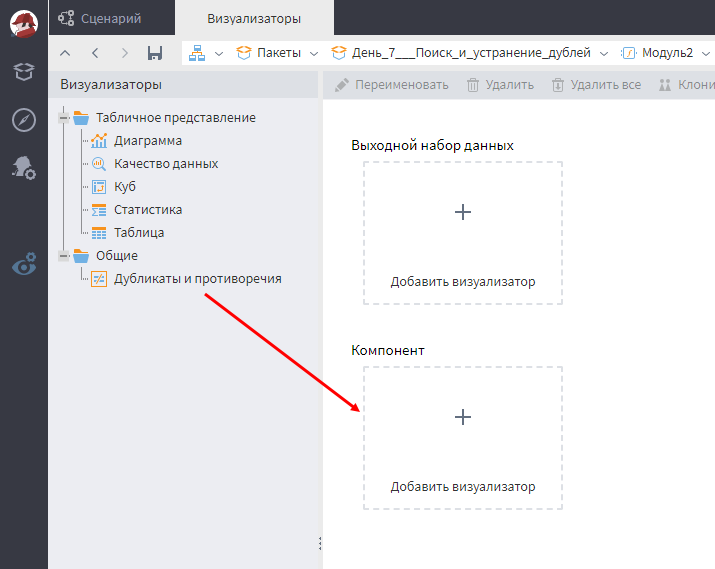 Сценарий
Визуализаторы
Пакеты
День_7___Поиск_и_устранение_дублей
Модуль2
Визуализаторы
Переименовать
Удалить
Удалить все
Клони
Табличное представление
Диаграмма
Качество данных
Куб
Статистика
Таблица
Общие
Дубликаты и противоречия
Выходной набор данных
Добавить визуализатор
Компонент
Добавить визуализатор